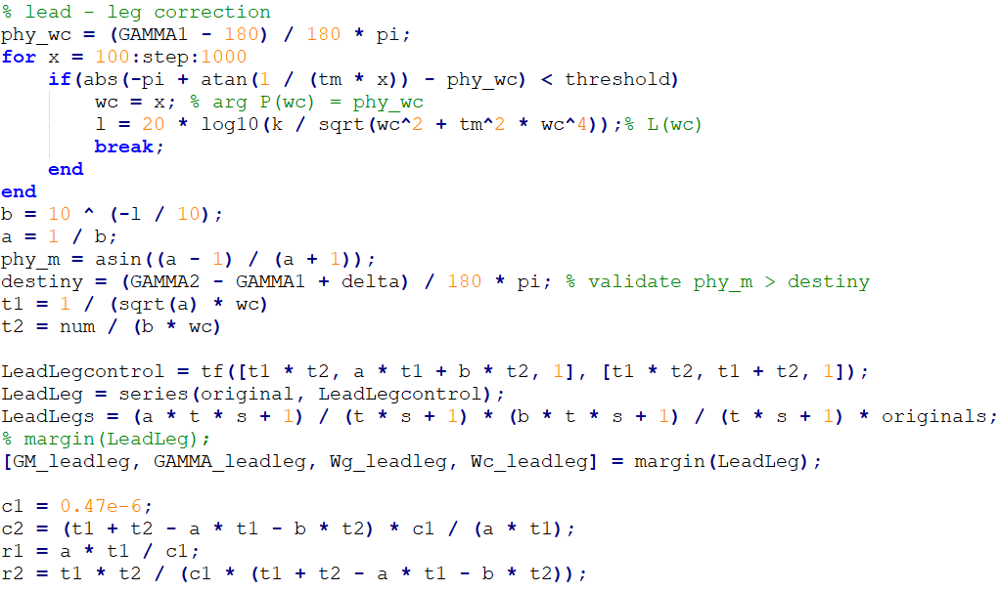 % lead - leg correction
phy_wc = (GAMMA1 - 180) / 180 * pi;
for x = 100:step:1000
    if(abs(-pi + atan(1 / (tm * x)) - phy_wc) < threshold)
        wc = x; % arg P(wc) = phy_wc
        l = 20 * log10(k / sqrt(wc^2 + tm^2 * wc^4));% L(wc)
        break;
    end
end
b = 10 ^ (-l / 10);
a = 1 / b;
phy_m = asin((a - 1) / (a + 1));
destiny = (GAMMA2 - GAMMA1 + delta) / 180 * pi; % validate phy_m > destiny
t1 = 1 / (sqrt(a) * wc)
t2 = num / (b * wc)

LeadLegcontrol = tf([t1 * t2, a * t1 + b * t2, 1], [t1 * t2, t1 + t2, 1]);
LeadLeg = series(original, LeadLegcontrol);
LeadLegs = (a * t * s + 1) / (t * s + 1) * (b * t * s + 1) / (t * s + 1) * originals;
% margin(LeadLeg);
[GM_leadleg, GAMMA_leadleg, Wg_leadleg, Wc_leadleg] = margin(LeadLeg);

c1 = 0.47e-6;
c2 = (t1 + t2 - a * t1 - b * t2) * c1 / (a * t1);
r1 = a * t1 / c1;
r2 = t1 * t2 / (c1 * (t1 + t2 - a * t1 - b * t2));